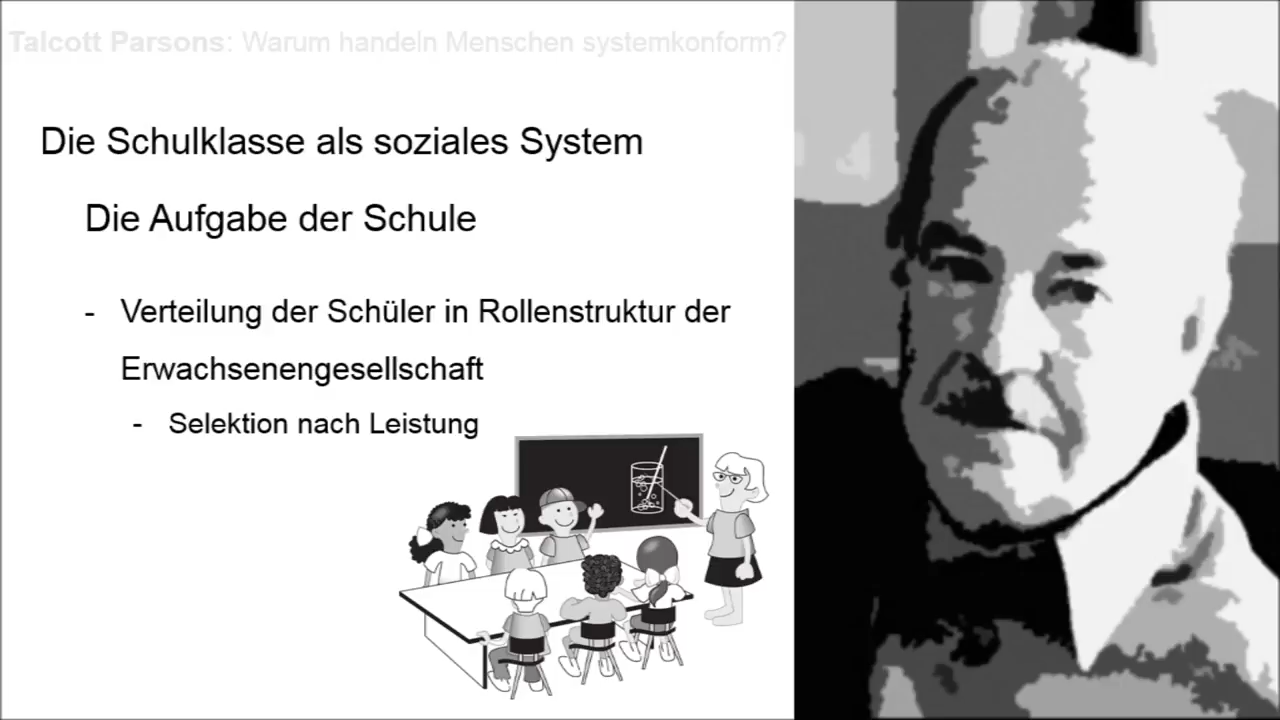 Talcott Parsons: Warum handeln Menschen systemkonform?
Die Schulklasse als soziales System
Die Aufgabe der Schule
- Verteilung der Schüler in Rollenstruktur der
Erwachsenengesellschaft
- Selektion nach Leistung